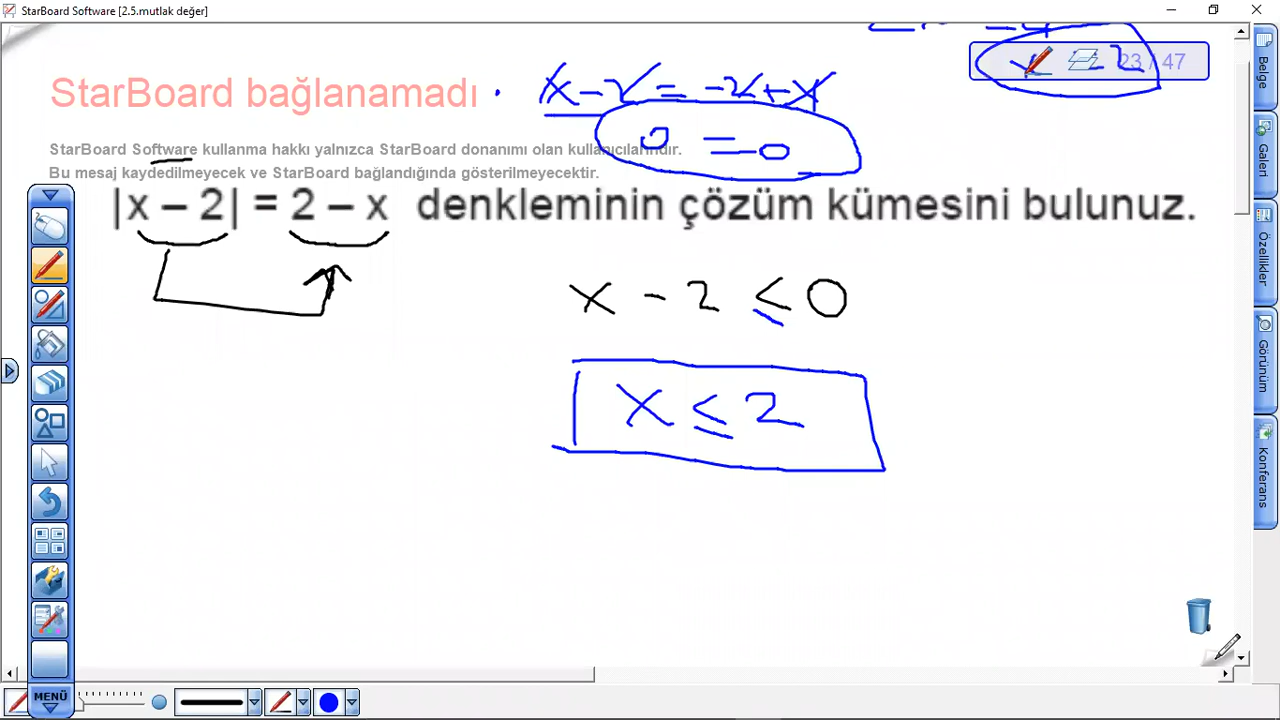 StarBoard Software [2.5.mutlak değer]
23 / 47
StarBoard bağlanamadı
x - 2 = -2 + x
0 = 0
StarBoard Software kullanma hakkı yalnızca StarBoard donanımı olan kullanıcılarındır.
Bu mesaj kaydedilmeyecek ve StarBoard bağlandığında gösterilmeyecektir.
|x – 2| = 2 – x denkleminin çözüm kümesini bulunuz.
x - 2 ≤ 0
x ≤ 2
Belge
Galeri
Özellikler
Görünüm
Konferans
MENÜ